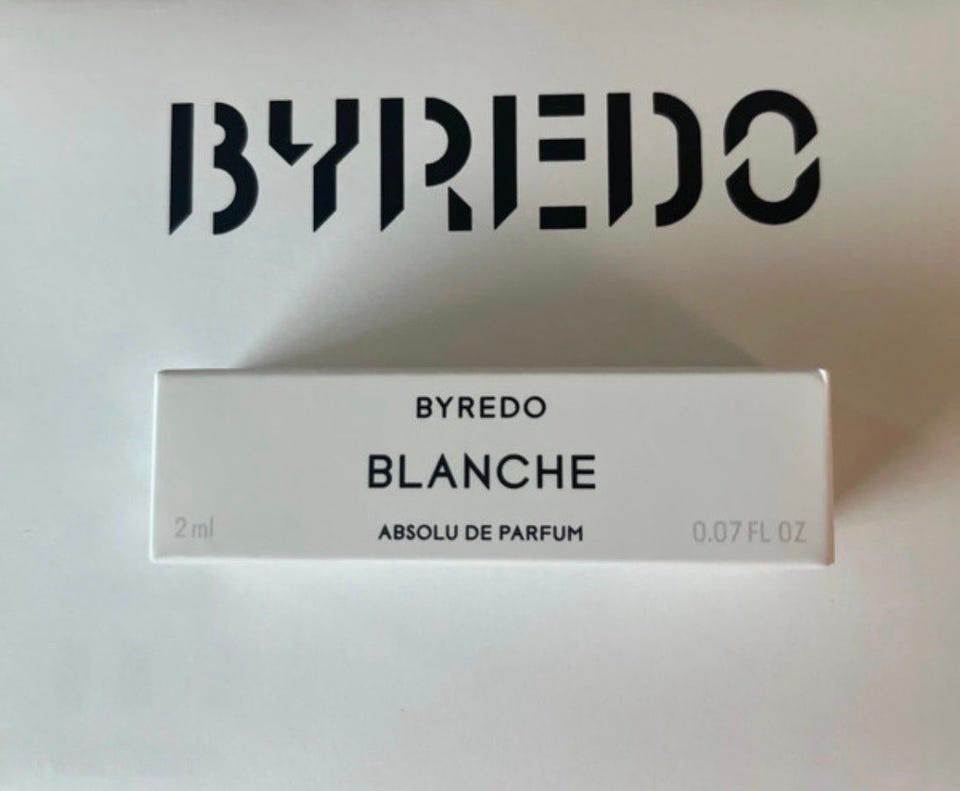 BYREDO
BYREDO
BLANCHE
2 ml ABSOLU DE PARFUM 0.07 FL OZ